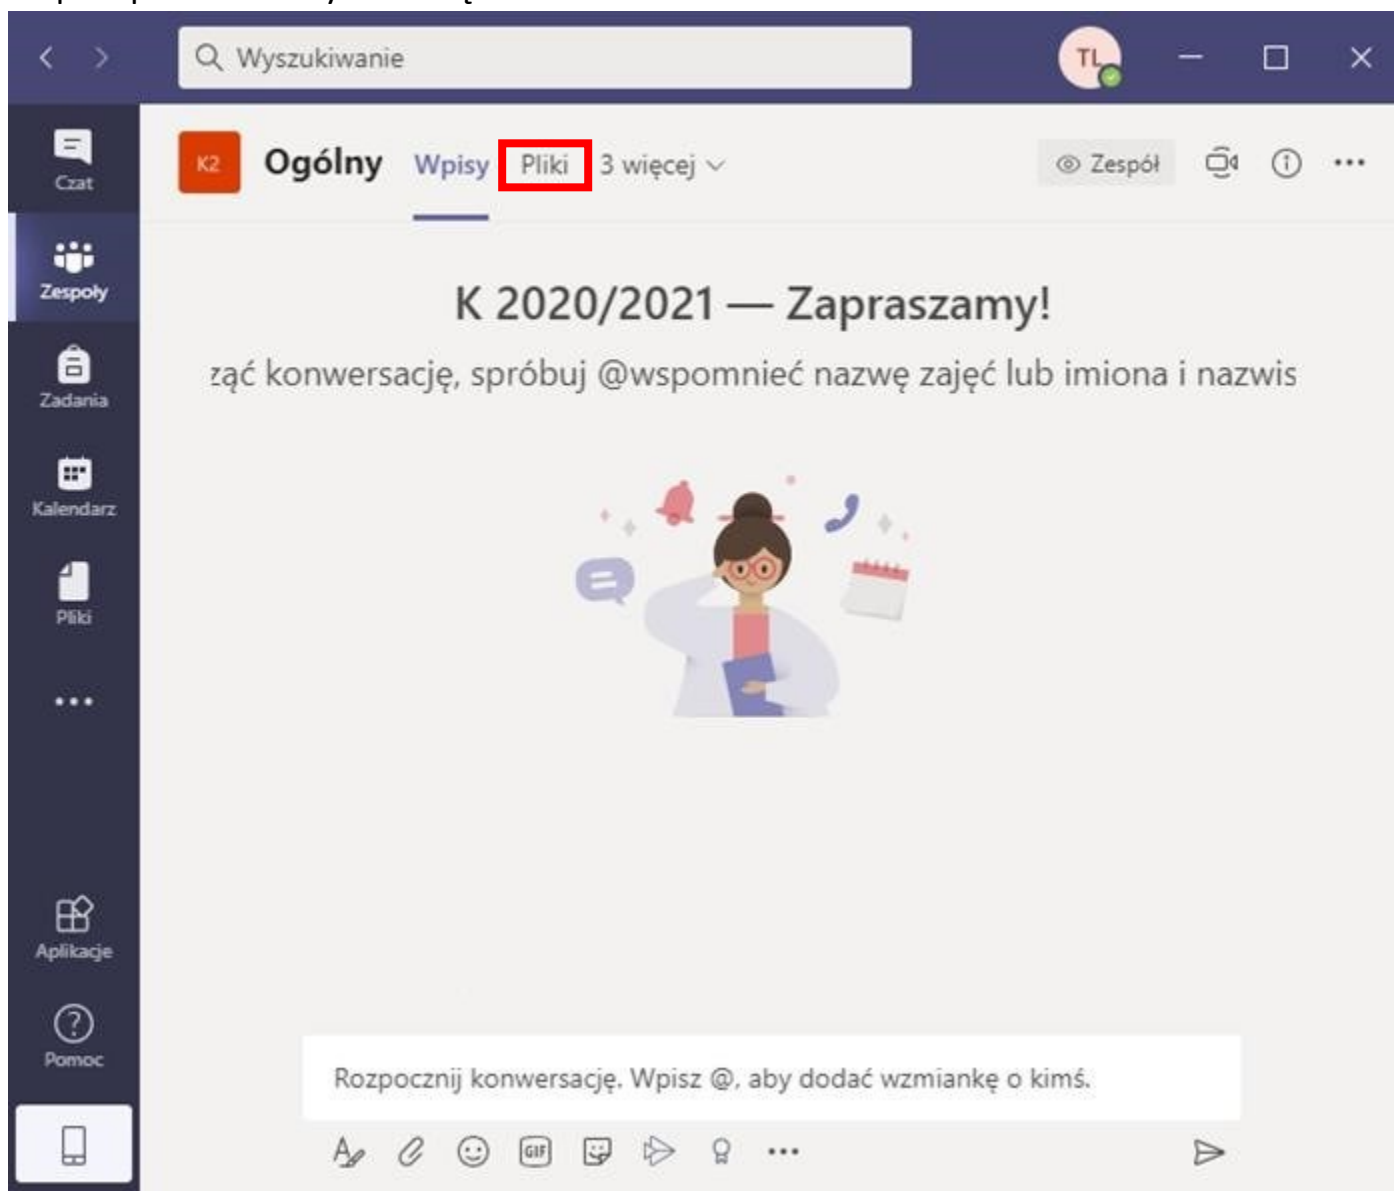 Wyszukiwanie
TL
Czat
K2 Ogólny Wpisy Pliki 3 więcej Zespół
Zespoły
K 2020/2021 — Zapraszamy!
ząć konwersację, spróbuj @wspomnieć nazwę zajęć lub imiona i nazwis
Zadania
Kalendarz
Pliki
Aplikacje
Pomoc
Rozpocznij konwersację. Wpisz @, aby dodać wzmiankę o kimś.
GIF